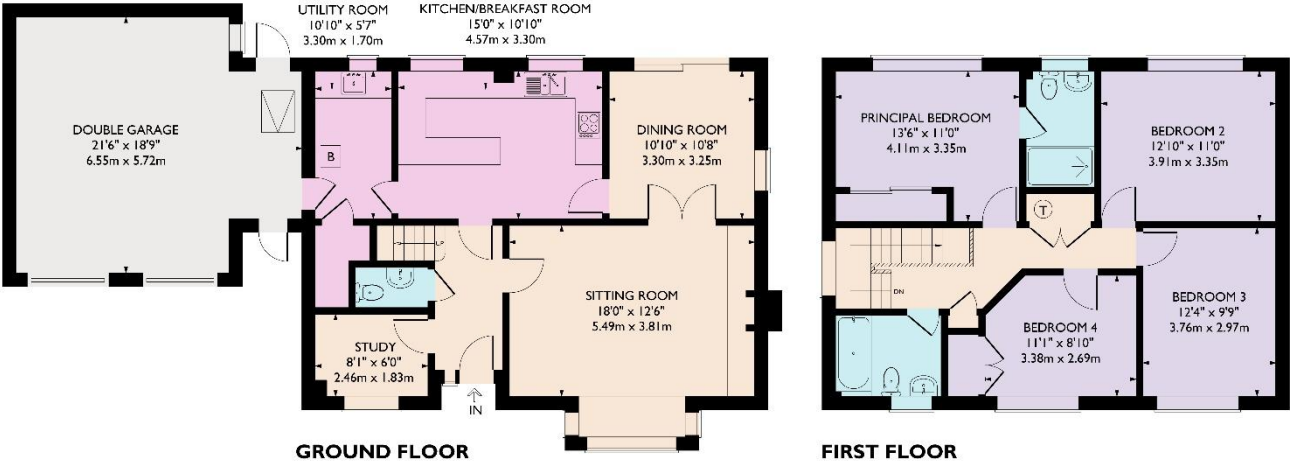 UTILITY ROOM
10'10" x 5'7"
3.30m x 1.70m
KITCHEN/BREAKFAST ROOM
15'0" x 10'10"
4.57m x 3.30m
DOUBLE GARAGE
21'6" x 18'9"
6.55m x 5.72m
B
DINING ROOM
10'10" x 10'8"
3.30m x 3.25m
SITTING ROOM
18'0" x 12'6"
5.49m x 3.81m
STUDY
8'1" x 6'0"
2.46m x 1.83m
IN
GROUND FLOOR
PRINCIPAL BEDROOM
13'6" x 11'0"
4.11m x 3.35m
BEDROOM 2
12'10" x 11'0"
3.91m x 3.35m
T
DN
BEDROOM 3
12'4" x 9'9"
3.76m x 2.97m
BEDROOM 4
11'1" x 8'10"
3.38m x 2.69m
FIRST FLOOR